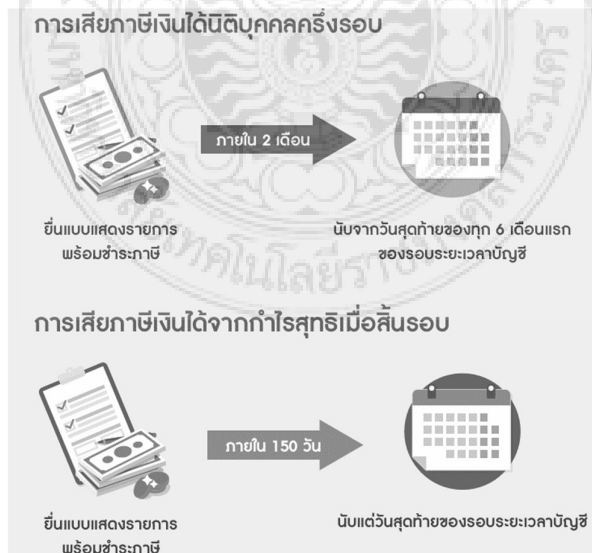 การเสียภาษีเงินได้นิติบุคคลครึ่งรอบ
ภายใน 2 เดือน
ยื่นแบบแสดงรายการ
พร้อมชำระภาษี
นับจากวันสุดท้ายของทุก 6 เดือนแรก
ของรอบระยะเวลาบัญชี
การเสียภาษีเงินได้จากกำไรสุทธิเมื่อสิ้นรอบ
ภายใน 150 วัน
ยื่นแบบแสดงรายการ
พร้อมชำระภาษี
นับแต่วันสุดท้ายของรอบระยะเวลาบัญชี